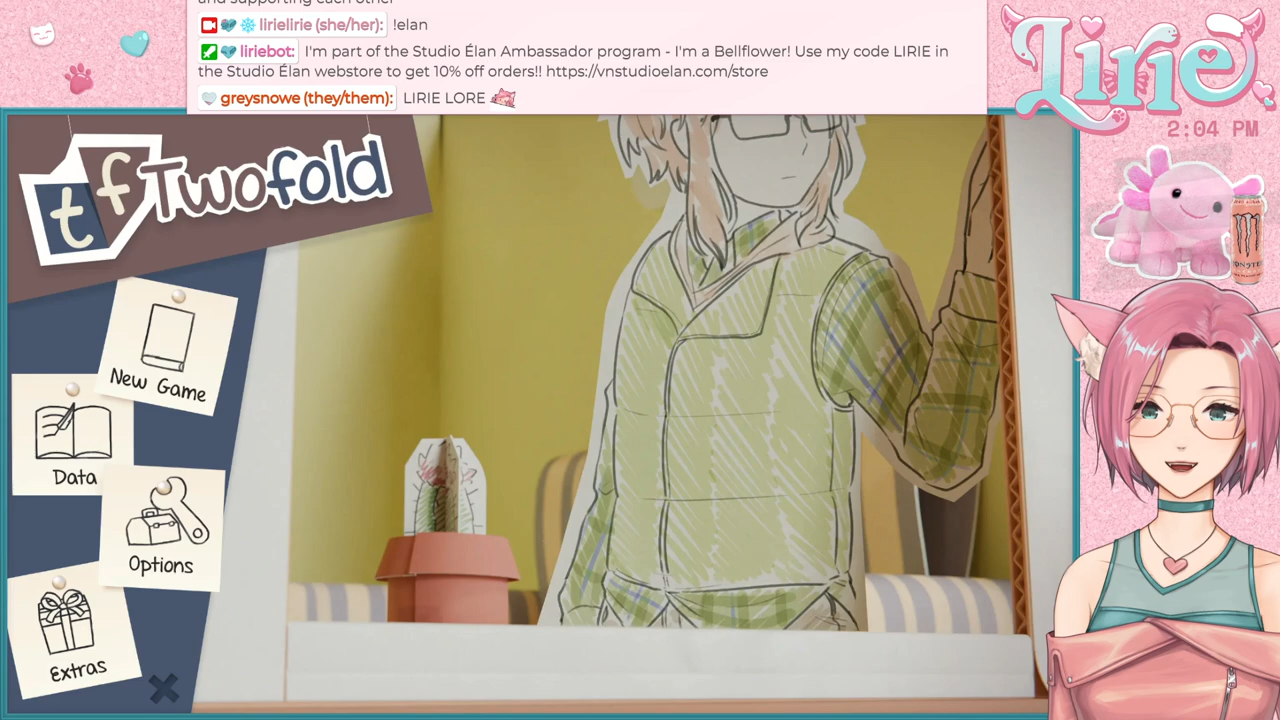 and supporting each other
lirielirie (she/her): !elan
liriebot: I'm part of the Studio Élan Ambassador program - I'm a Bellflower! Use my code LIRIE in
the Studio Élan webstore to get 10% off orders!! https://vnstudioelan.com/store
greysnowe (they/them): LIRIE LORE
Lirie
2:04 PM
tf Twofold
New Game
Data
Options
Extras
MONSTER